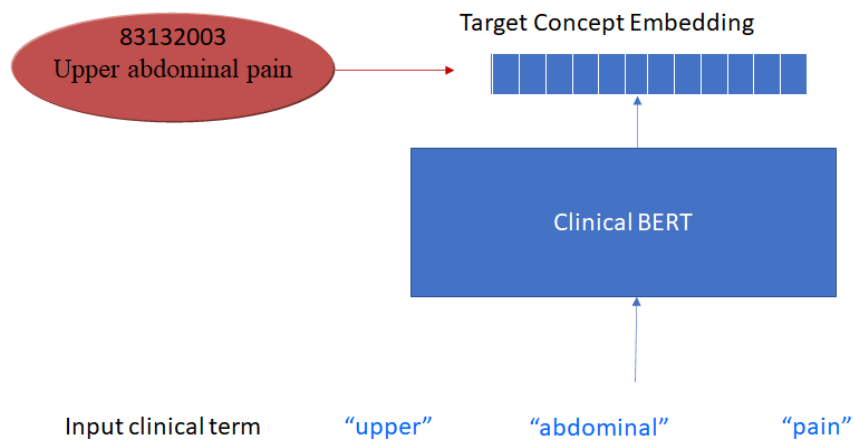 83132003
Upper abdominal pain
Target Concept Embedding
Clinical BERT
Input clinical term “upper” “abdominal” “pain”